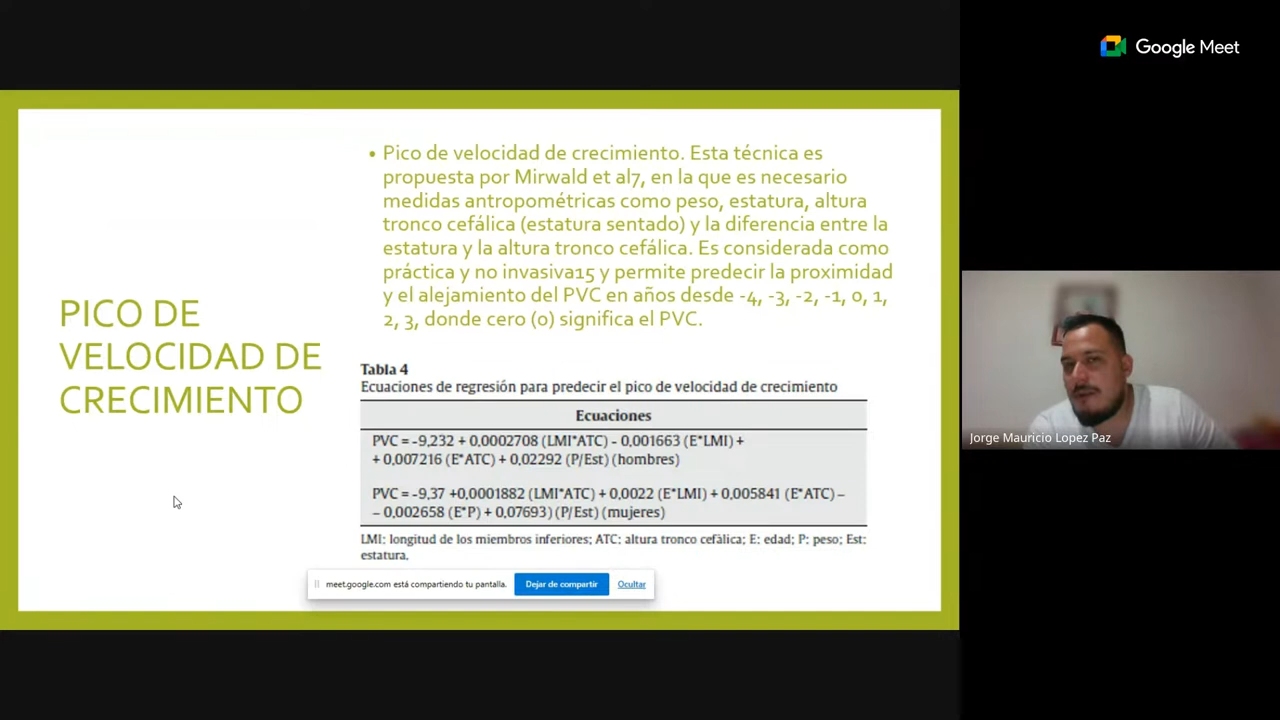 Google Meet
• Pico de velocidad de crecimiento. Esta técnica es
propuesta por Mirwald et al7, en la que es necesario
medidas antropométricas como peso, estatura, altura
tronco cefálica (estatura sentado) y la diferencia entre la
estatura y la altura tronco cefálica. Es considerada como
práctica y no invasiva15 y permite predecir la proximidad
y el alejamiento del PVC en años desde -4, -3, -2, -1, 0, 1,
2, 3, donde cero (0) significa el PVC.
PICO DE
VELOCIDAD DE
CRECIMIENTO
Tabla 4
Ecuaciones de regresión para predecir el pico de velocidad de crecimiento
Ecuaciones
PVC = -9,232 + 0,0002708 (LMI*ATC) - 0,001663 (E*LMI) +
+ 0,007216 (E*ATC) + 0,02292 (P/Est) (hombres)
PVC = -9,37 +0,0001882 (LMI*ATC) + 0,0022 (E*LMI) + 0,005841 (E*ATC) –
– 0,002658 (E*P) + 0,07693) (P/Est) (mujeres)
LMI: longitud de los miembros inferiores; ATC: altura tronco cefálica; E: edad; P: peso; Est:
estatura.
meet.google.com está compartiendo tu pantalla.
Dejar de compartir
Ocultar
Jorge Mauricio Lopez Paz